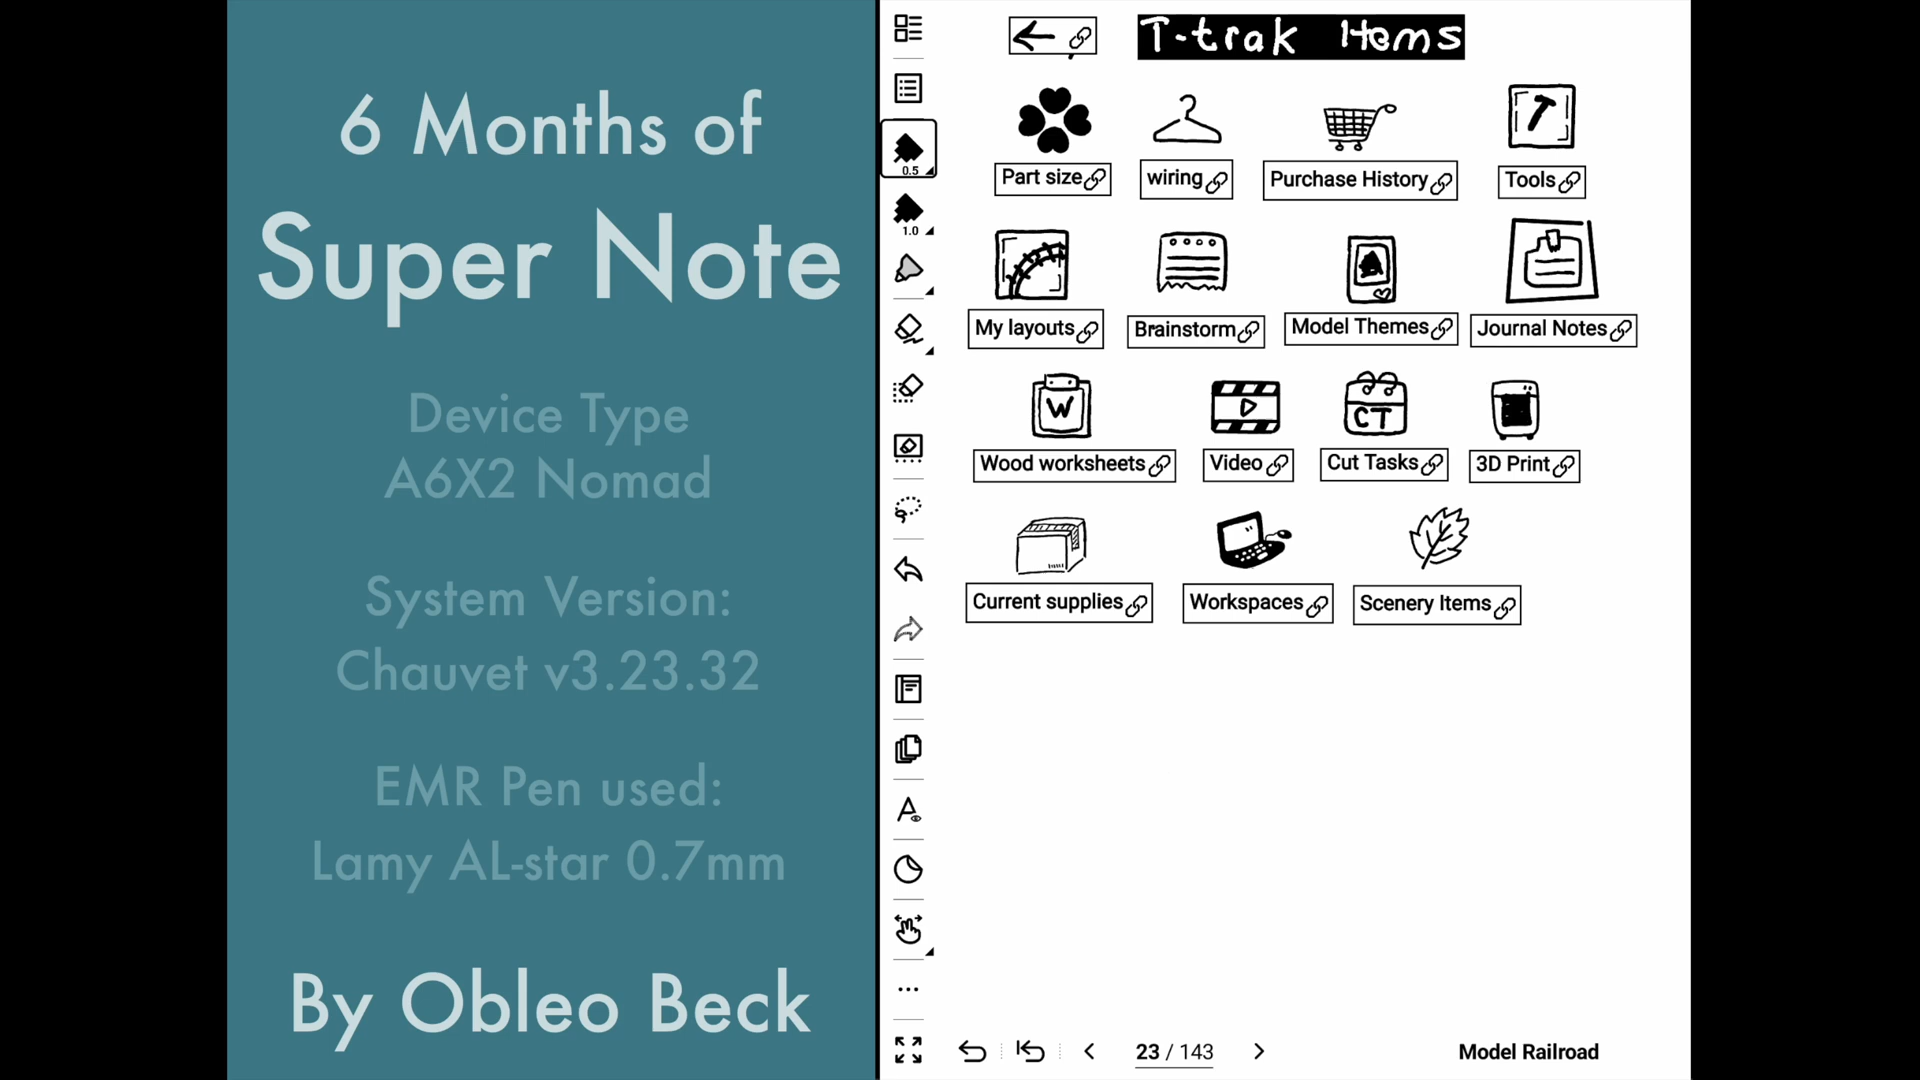 6 Months of
Super Note
Device Type
A6X2 Nomad
System Version:
Chauvet v3.23.32
EMR Pen used:
Lamy AL-star 0.7mm
By Obleo Beck
0.5
1.0
T-trak Items
Part size
wiring
Purchase History
Tools
My layouts
Brainstorm
Model Themes
Journal Notes
W
CT
Wood worksheets
Video
Cut Tasks
3D Print
Current supplies
Workspaces
Scenery Items
23 / 143
Model Railroad